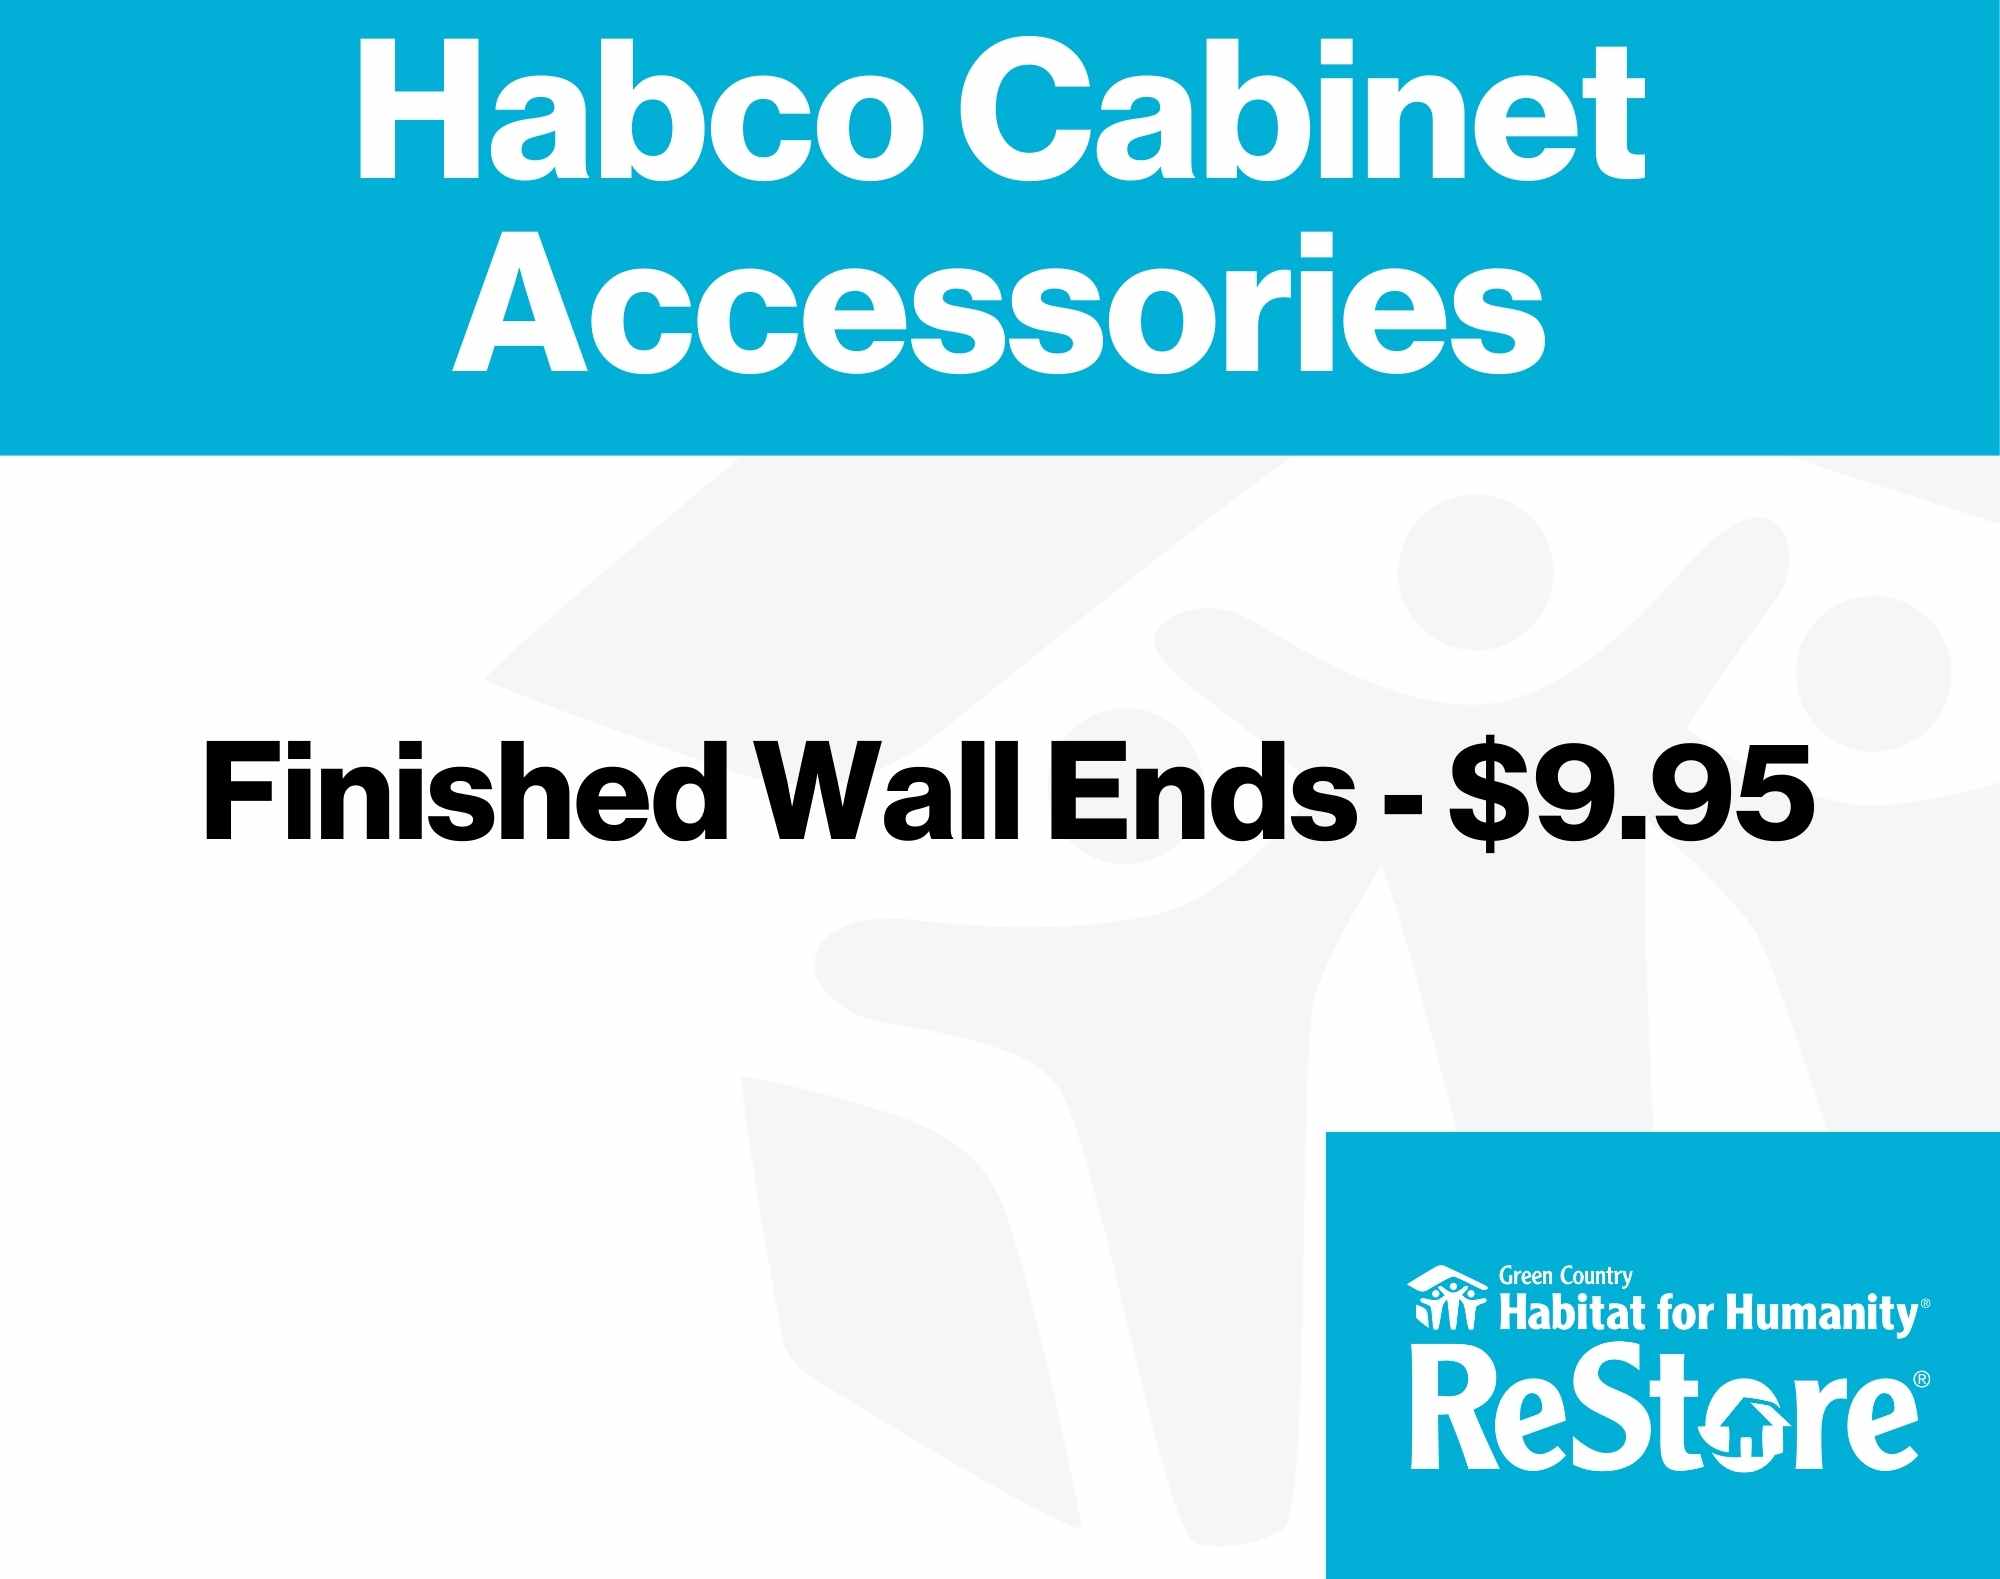 Habco Cabinet
Accessories
Finished Wall Ends - $9.95
Green Country
Habitat for Humanity®
ReStore®